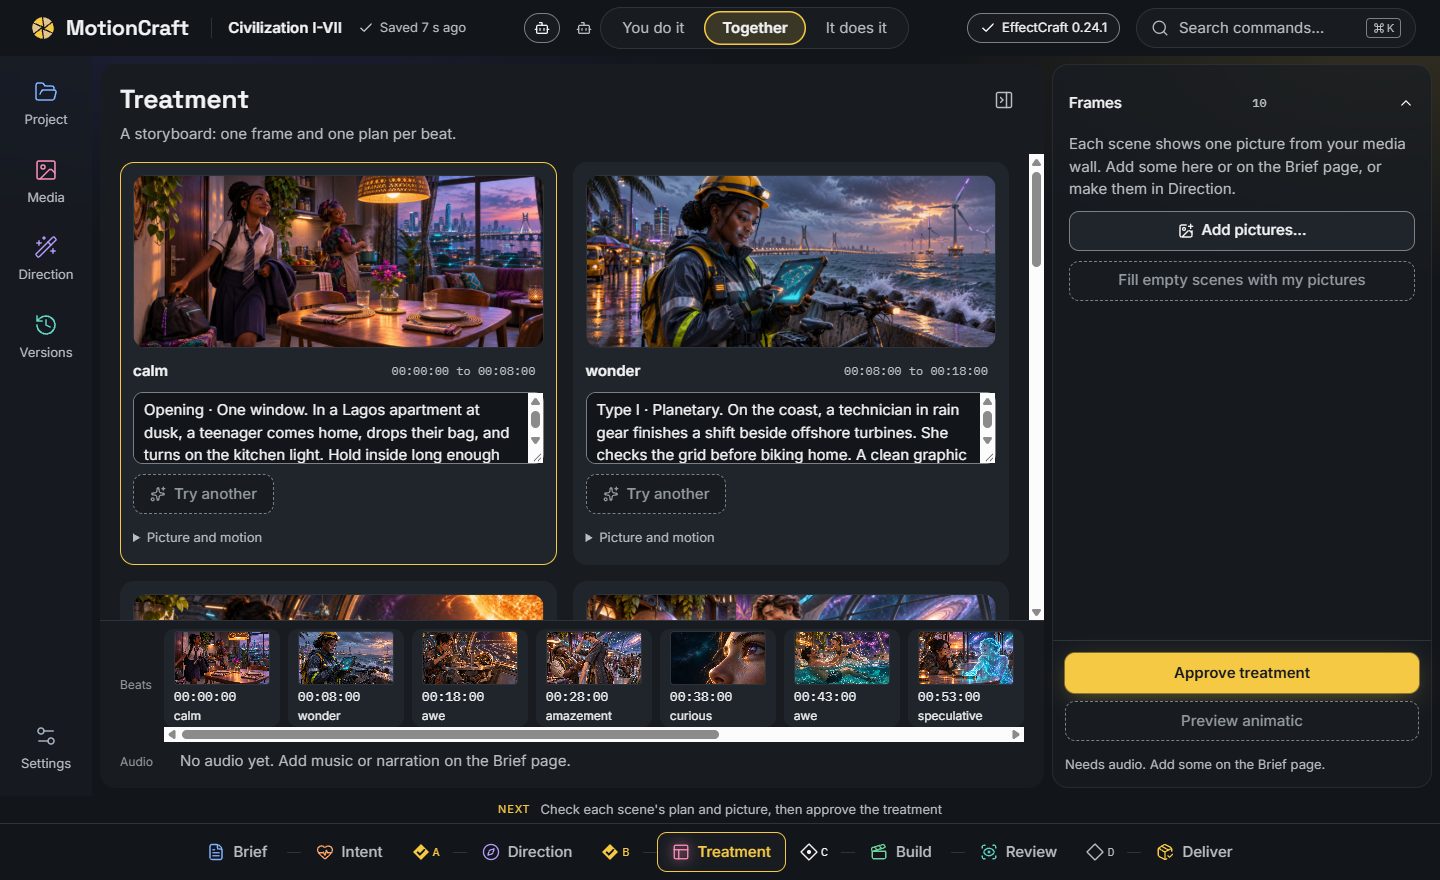 MotionCraft
Civilization I-VII
Saved 7 s ago
You do it
Together
It does it
EffectCraft 0.24.1
Search commands...
⌘K
Project
Media
Direction
Versions
Settings
Treatment
A storyboard: one frame and one plan per beat.
calm
00:00:00 to 00:08:00
Opening · One window. In a Lagos apartment at
dusk, a teenager comes home, drops their bag, and
turns on the kitchen light. Hold inside long enough
Try another
Picture and motion
wonder
00:08:00 to 00:18:00
Type I · Planetary. On the coast, a technician in rain
gear finishes a shift beside offshore turbines. She
checks the grid before biking home. A clean graphic
Try another
Picture and motion
Beats
00:00:00
calm
00:08:00
wonder
00:18:00
awe
00:28:00
amazement
00:38:00
curious
00:43:00
awe
00:53:00
speculative
Audio
No audio yet. Add music or narration on the Brief page.
Frames
10
Each scene shows one picture from your media
wall. Add some here or on the Brief page, or
make them in Direction.
Add pictures...
Fill empty scenes with my pictures
Approve treatment
Preview animatic
Needs audio. Add some on the Brief page.
NEXT Check each scene's plan and picture, then approve the treatment
Brief
Intent
A
Direction
B
Treatment
C
Build
Review
D
Deliver